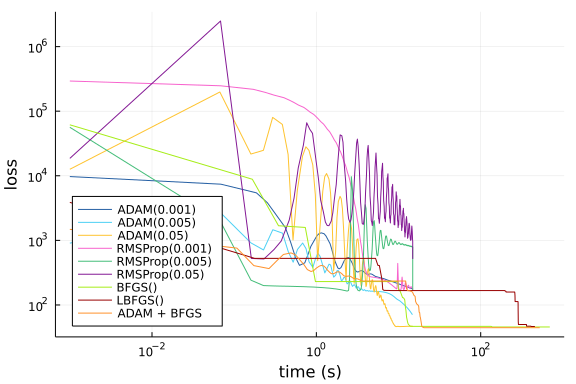 10^6
10^5
10^4
10^3
10^2
loss
ADAM(0.001)
ADAM(0.005)
ADAM(0.05)
RMSProp(0.001)
RMSProp(0.005)
RMSProp(0.05)
BFGS()
LBFGS()
ADAM + BFGS
10^−2
10^0
10^2
time (s)